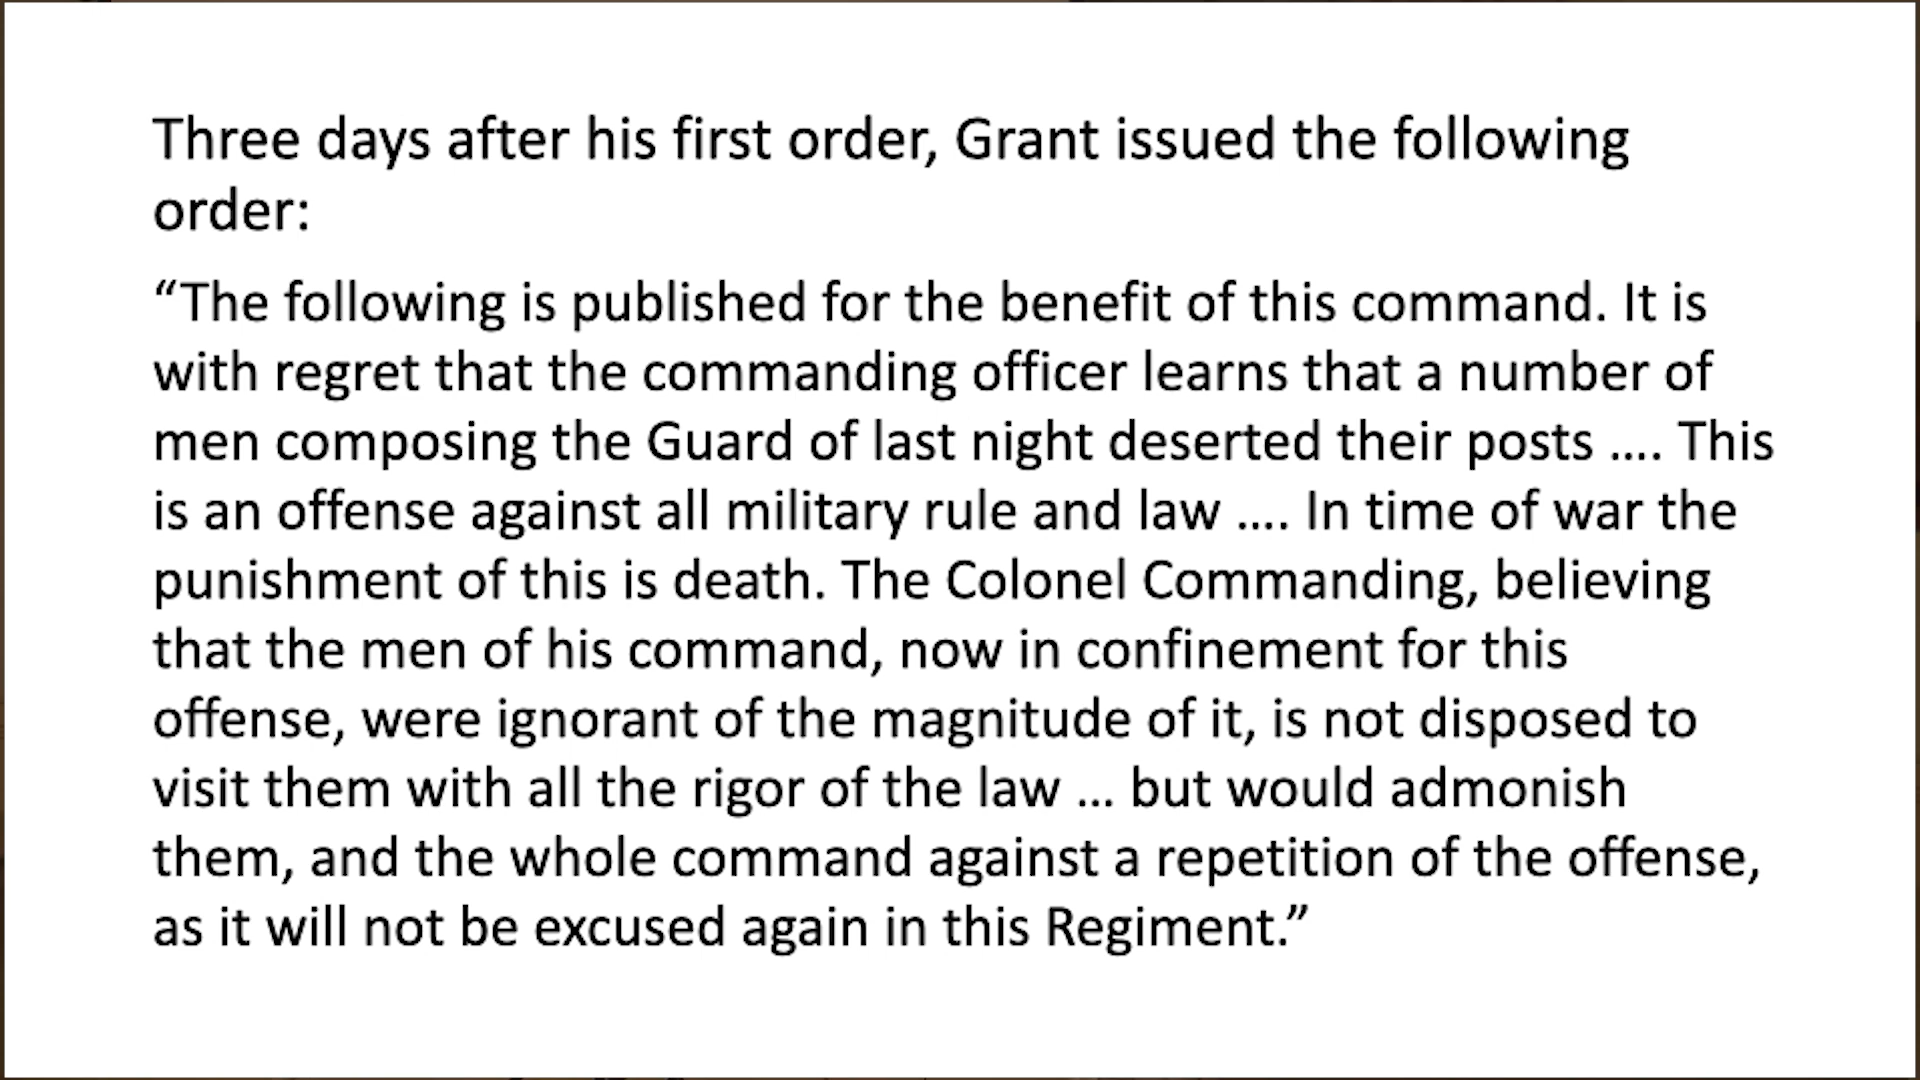 Three days after his first order, Grant issued the following
order:
“The following is published for the benefit of this command. It is
with regret that the commanding officer learns that a number of
men composing the Guard of last night deserted their posts .... This
is an offense against all military rule and law .... In time of war the
punishment of this is death. The Colonel Commanding, believing
that the men of his command, now in confinement for this
offense, were ignorant of the magnitude of it, is not disposed to
visit them with all the rigor of the law ... but would admonish
them, and the whole command against a repetition of the offense,
as it will not be excused again in this Regiment.”